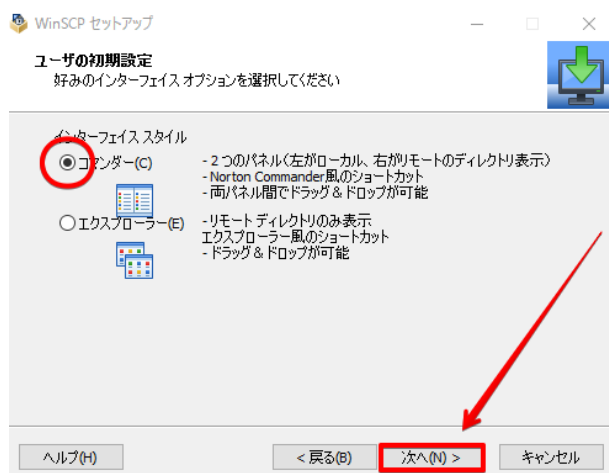 WinSCP セットアップ
ユーザの初期設定
好みのインターフェイス オプションを選択してください
インターフェイス スタイル
コマンダー(C)
- 2つのパネル(左がローカル、右がリモートのディレクトリ表示)
- Norton Commander風のショートカット
- 両パネル間でドラッグ & ドロップが可能
エクスプローラー(E)
- リモート ディレクトリのみ表示
エクスプローラー風のショートカット
- ドラッグ & ドロップが可能
ヘルプ(H)
< 戻る(B)
次へ(N) >
キャンセル